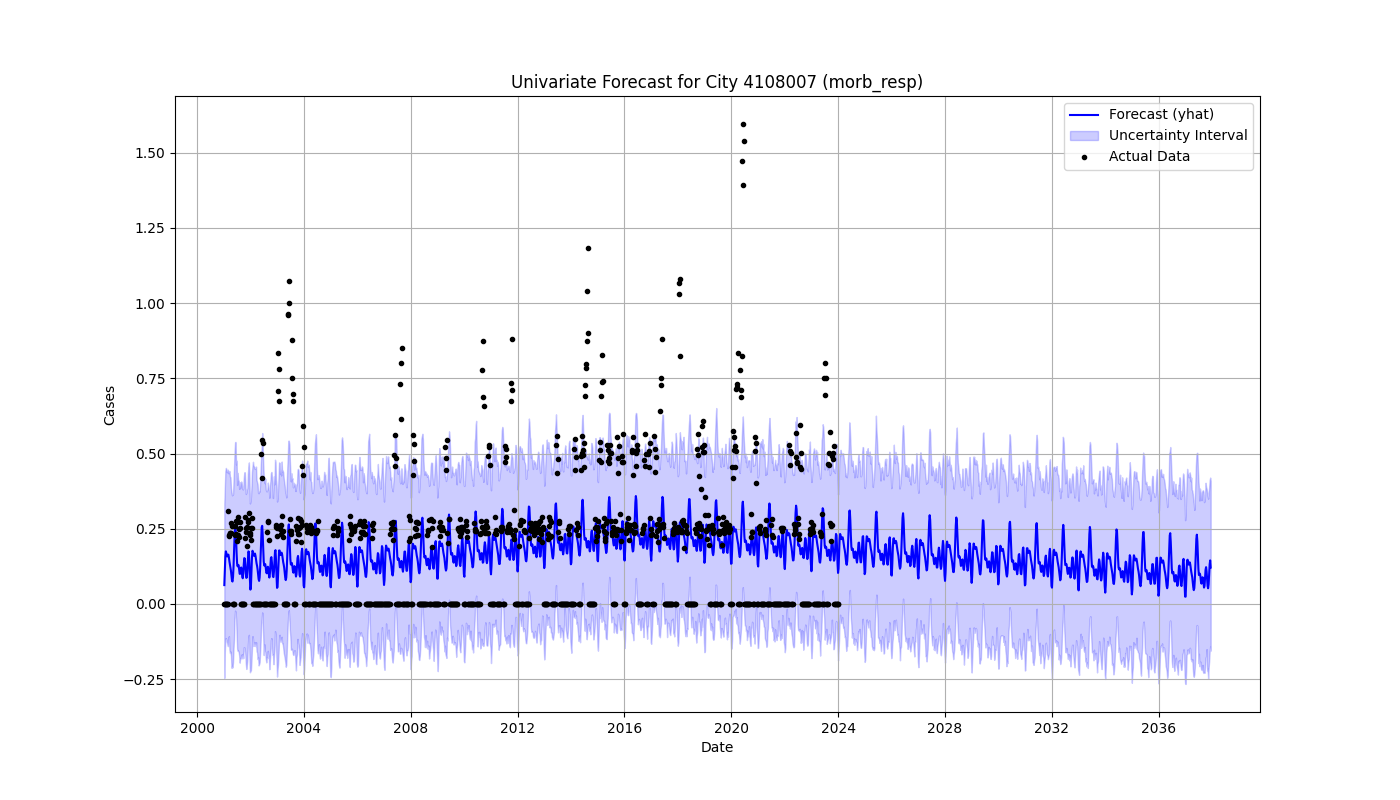 Univariate Forecast for City 4108007 (morb_resp)
Forecast (yhat)
Uncertainty Interval
Actual Data
Cases
1.50
1.25
1.00
0.75
0.50
0.25
0.00
−0.25
2000 2004 2008 2012 2016 2020 2024 2028 2032 2036
Date